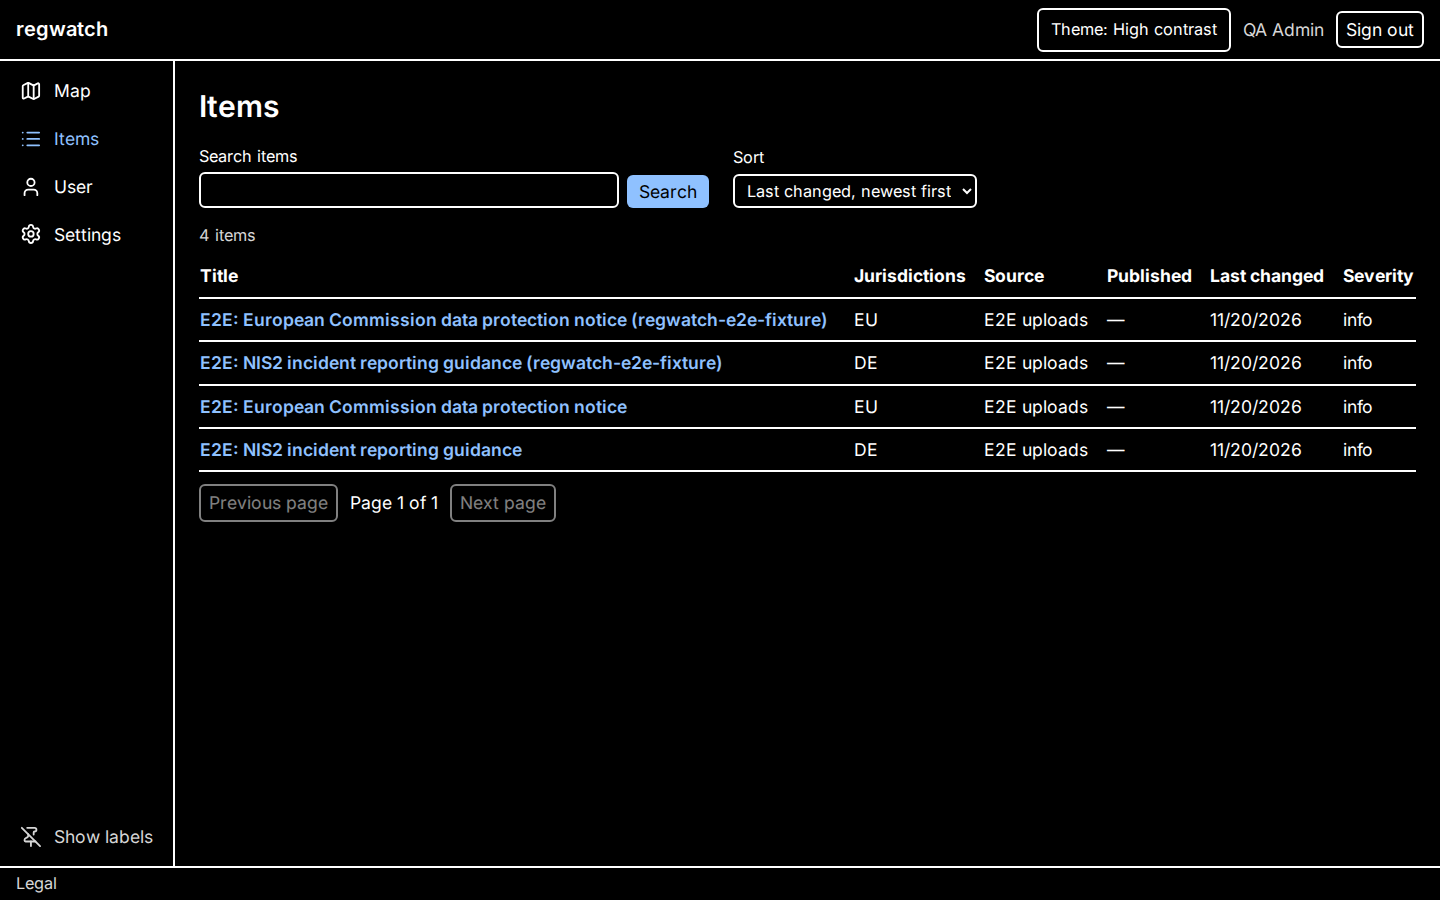 regwatch
Theme: High contrast QA Admin Sign out
Map
Items
User
Settings
Show labels
Items
Search items
Search
Sort
Last changed, newest first
4 items
Title Jurisdictions Source Published Last changed Severity
E2E: European Commission data protection notice (regwatch-e2e-fixture) EU E2E uploads — 11/20/2026 info
E2E: NIS2 incident reporting guidance (regwatch-e2e-fixture) DE E2E uploads — 11/20/2026 info
E2E: European Commission data protection notice EU E2E uploads — 11/20/2026 info
E2E: NIS2 incident reporting guidance DE E2E uploads — 11/20/2026 info
Previous page Page 1 of 1 Next page
Legal